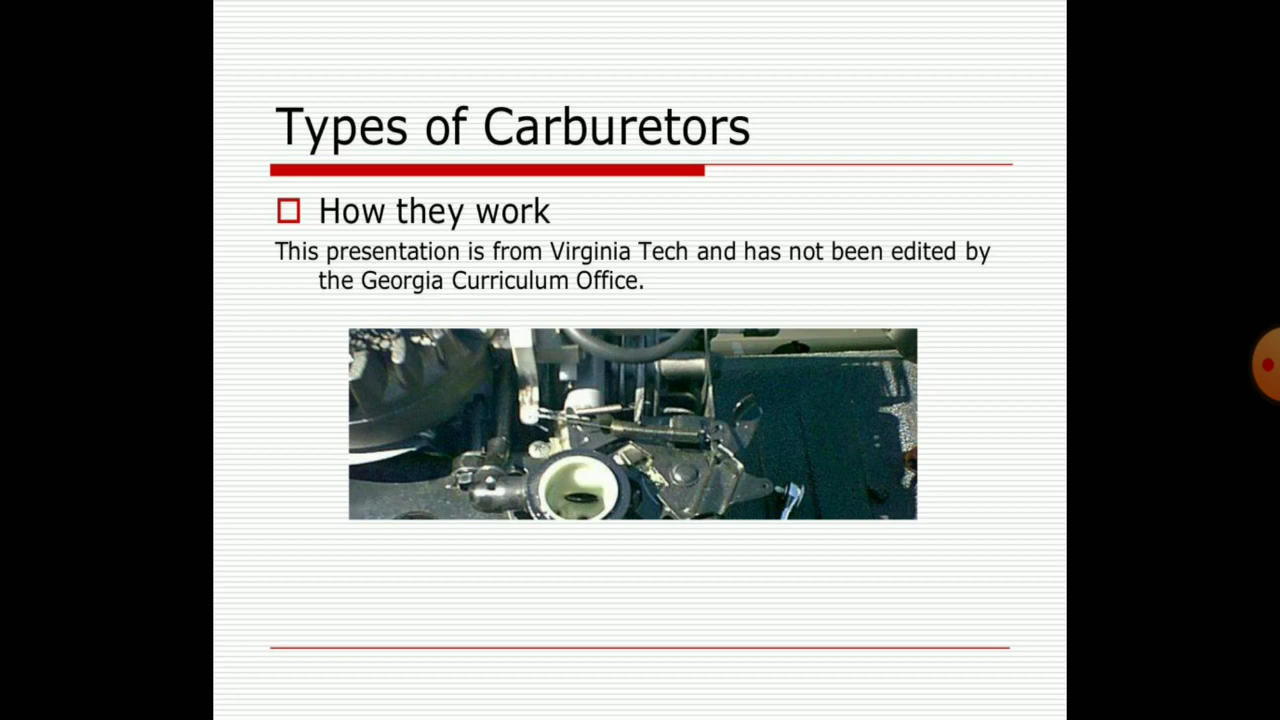 Types of Carburetors
How they work
This presentation is from Virginia Tech and has not been edited by
the Georgia Curriculum Office.